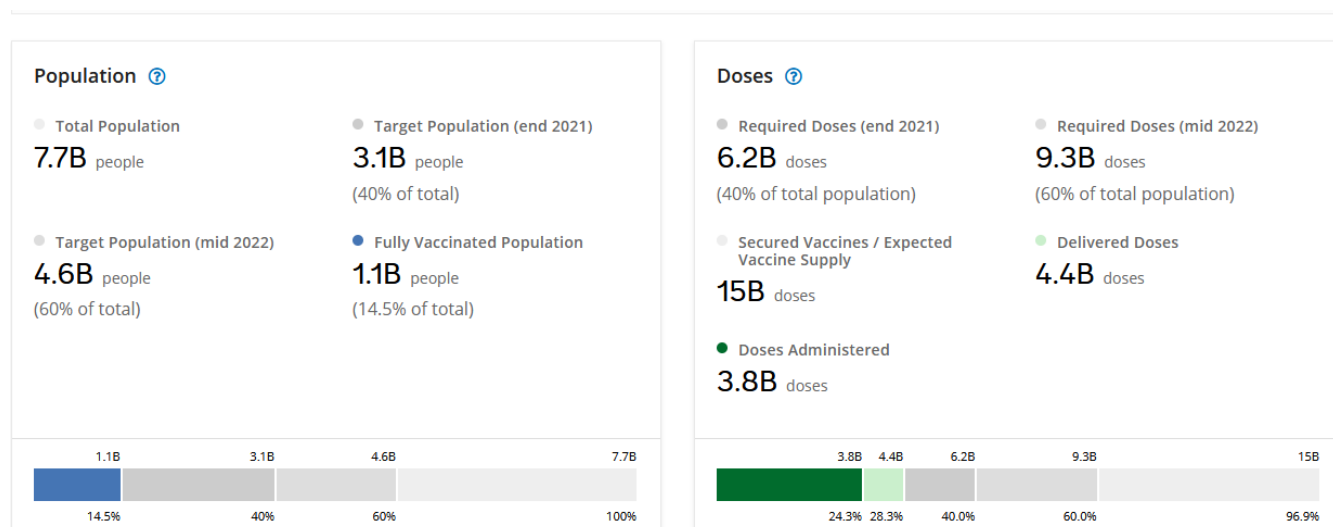 Population ?
Total Population
7.7B people
Target Population (end 2021)
3.1B people
(40% of total)
Target Population (mid 2022)
4.6B people
(60% of total)
Fully Vaccinated Population
1.1B people
(14.5% of total)
1.1B 3.1B 4.6B 7.7B
14.5% 40% 60% 100%
Doses ?
Required Doses (end 2021)
6.2B doses
(40% of total population)
Required Doses (mid 2022)
9.3B doses
(60% of total population)
Secured Vaccines / Expected
Vaccine Supply
15B doses
Delivered Doses
4.4B doses
Doses Administered
3.8B doses
3.8B 4.4B 6.2B 9.3B 15B
24.3% 28.3% 40.0% 60.0% 96.9%